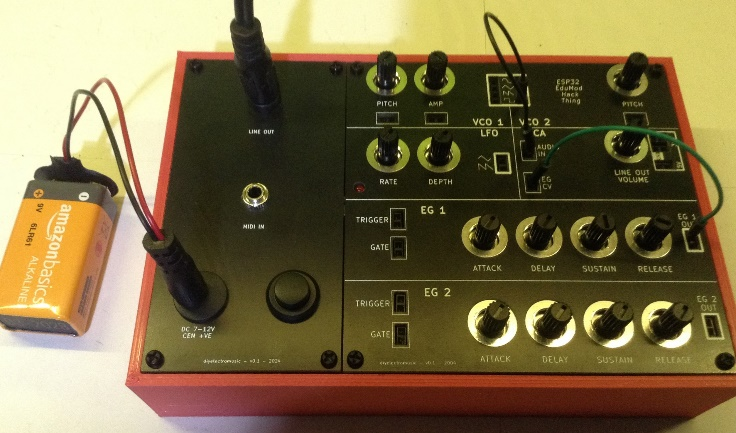 LINE OUT
MIDI IN
DC 7-12V
CEN +VE
diyelectromusic - v0.1 - 2024
PITCH
AMP
VCO 1
VCO 2
ESP32
EduMod
Hack
Thing
PITCH
RATE
DEPTH
LFO
CA
AUDIO
IN
EG
CV
LINE OUT
VOLUME
EG 1
TRIGGER
GATE
ATTACK
DELAY
SUSTAIN
RELEASE
EG 1
OUT
EG 2
TRIGGER
GATE
ATTACK
DELAY
SUSTAIN
RELEASE
EG 2
OUT
diyelectromusic - v0.1 - 2024
9V
6LR61
amazonbasics
ALKALINE